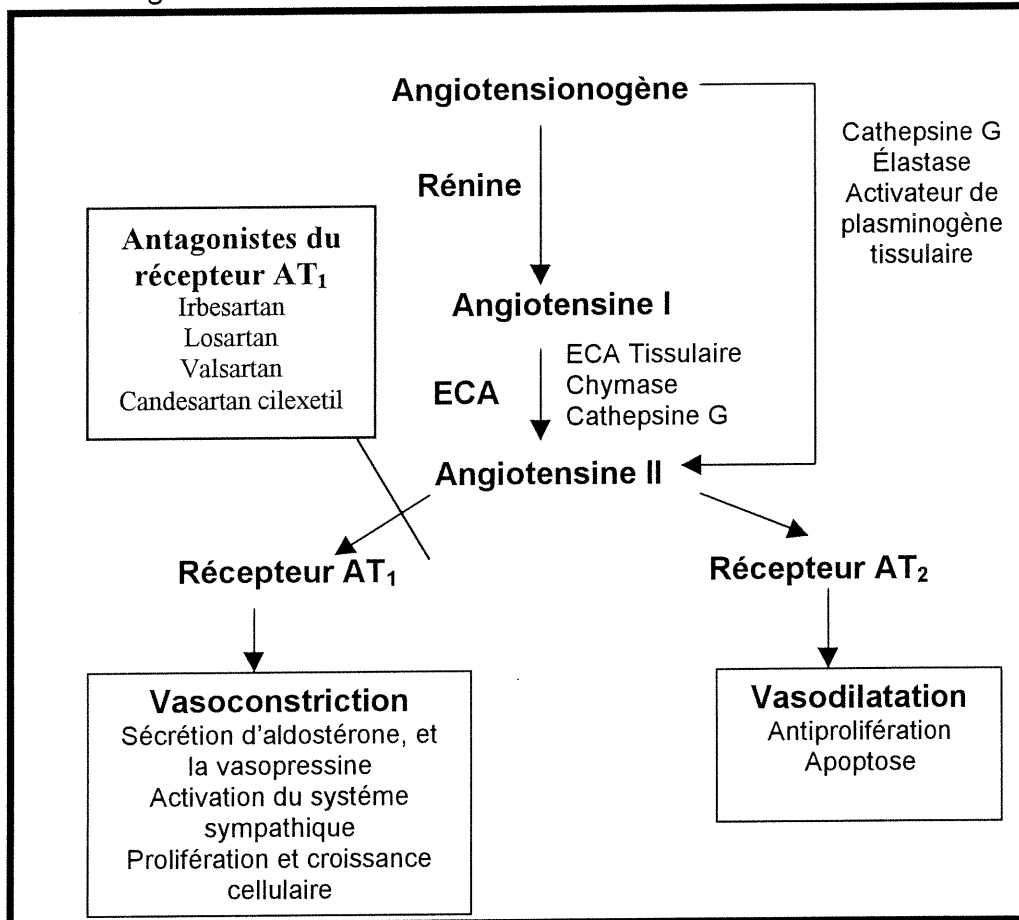 Angiotensionogène
Cathepsine G
Élastase
Activateur de
plasminogène
tissulaire
Rénine
Antagonistes du
récepteur AT₁
Irbesartan
Losartan
Valsartan
Candesartan cilexetil
Angiotensine I
ECA
ECA Tissulaire
Chymase
Cathepsine G
Angiotensine II
Récepteur AT₁
Récepteur AT₂
Vasoconstriction
Sécrétion d'aldostérone, et
la vasopressine
Activation du systéme
sympathique
Prolifération et croissance
cellulaire
Vasodilatation
Antiprolifération
Apoptose